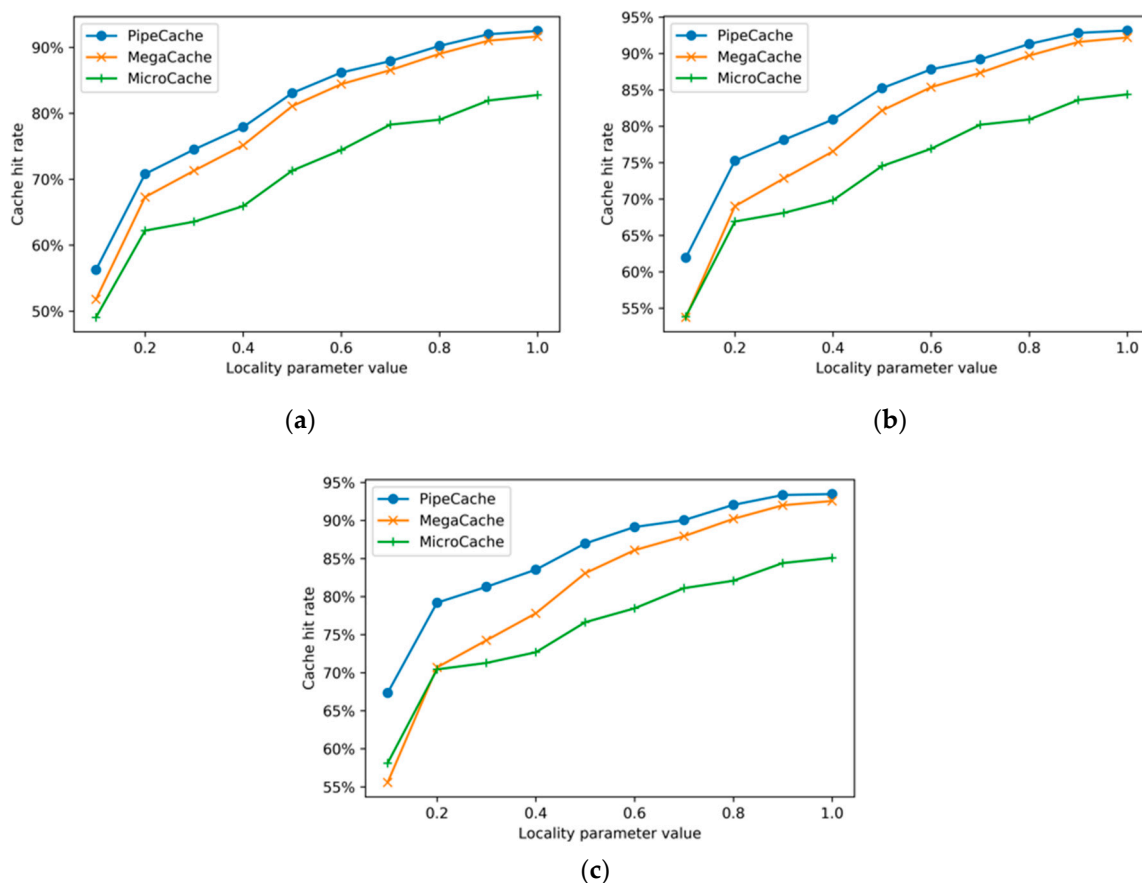 PipeCache
MegaCache
MicroCache
90%
80%
70%
60%
50%
Cache hit rate
0.2 0.4 0.6 0.8 1.0
Locality parameter value
(a)
PipeCache
MegaCache
MicroCache
95%
90%
85%
80%
75%
70%
65%
60%
55%
Cache hit rate
0.2 0.4 0.6 0.8 1.0
Locality parameter value
(b)
PipeCache
MegaCache
MicroCache
95%
90%
85%
80%
75%
70%
65%
60%
55%
Cache hit rate
0.2 0.4 0.6 0.8 1.0
Locality parameter value
(c)